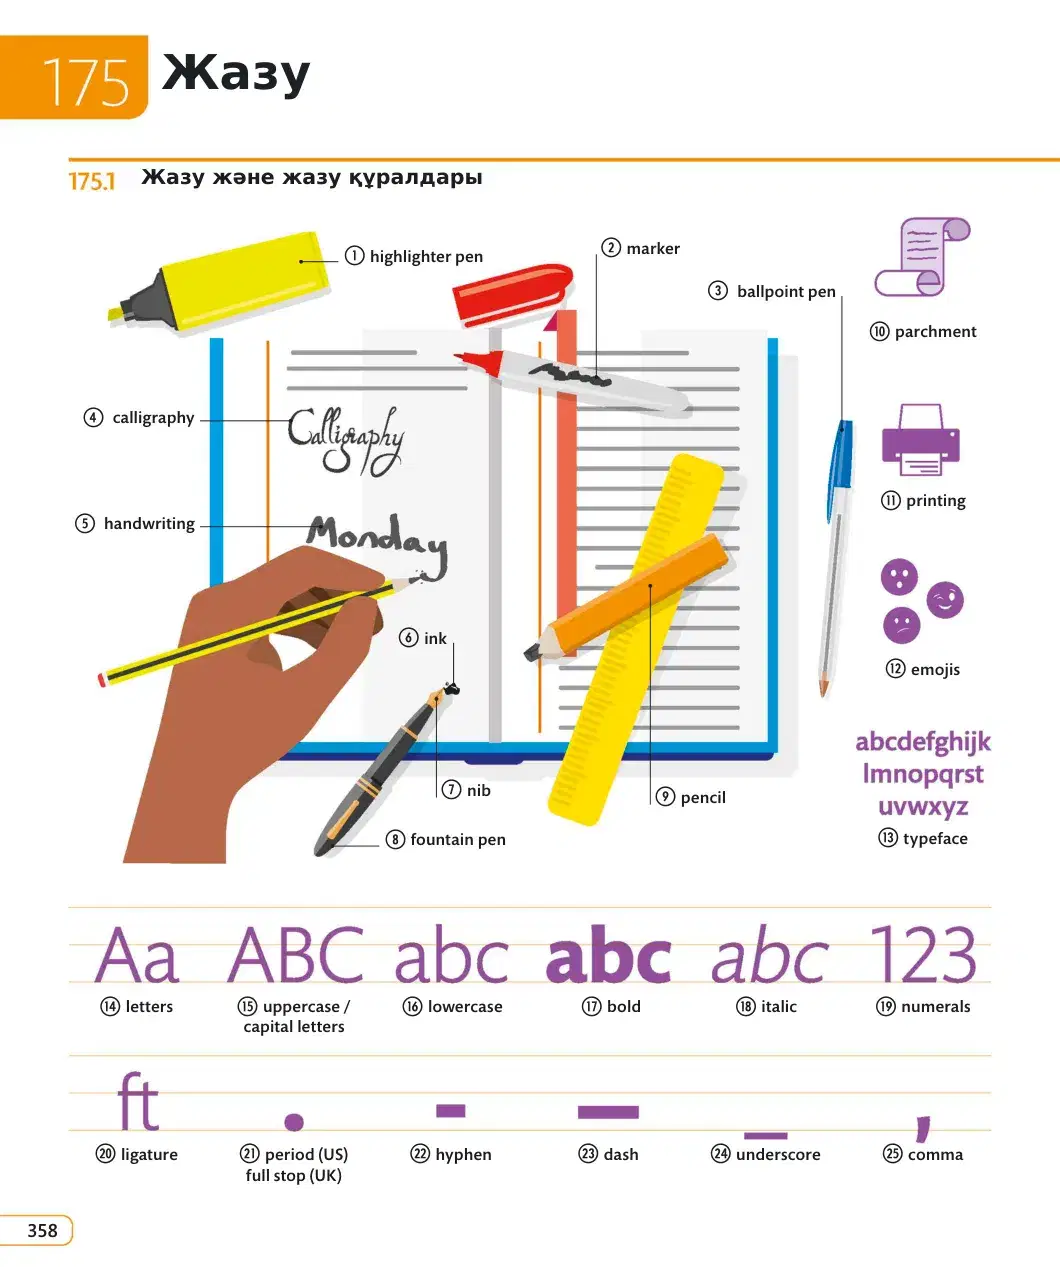 175
Жазу
175.1 Жазу және жазу құралдары
① highlighter pen
② marker
③ ballpoint pen
④ calligraphy
Calligraphy
⑤ handwriting
Monday
⑥ ink
⑦ nib
⑧ fountain pen
⑨ pencil
⑩ parchment
⑪ printing
⑫ emojis
abcdefghijk
lmnopqrst
uvwxyz
⑬ typeface
Aa ABC abc abc abc 123
⑭ letters
⑮ uppercase /
capital letters
⑯ lowercase
⑰ bold
⑱ italic
⑲ numerals
ft . - — _ ,
⑳ ligature
㉑ period (US)
full stop (UK)
㉒ hyphen
㉓ dash
㉔ underscore
㉕ comma
358